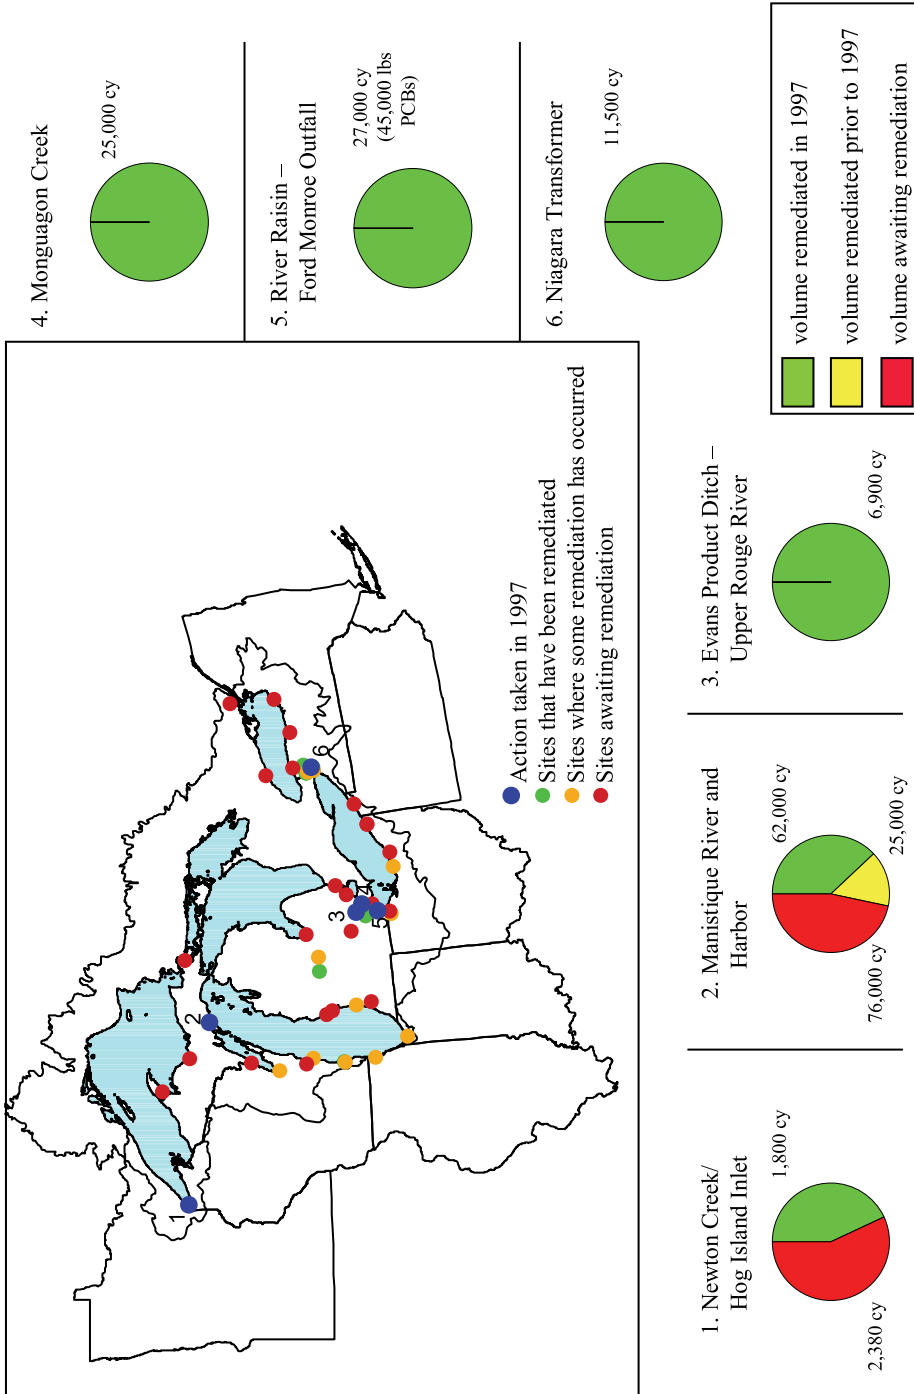 4. Monguagon Creek
25,000 cy
5. River Raisin –
Ford Monroe Outfall
27,000 cy
(45,000 lbs
PCBs)
6. Niagara Transformer
11,500 cy
1
2
3
4
5
6
Action taken in 1997
Sites that have been remediated
Sites where some remediation has occurred
Sites awaiting remediation
1. Newton Creek/
Hog Island Inlet
1,800 cy
2,380 cy
2. Manistique River and
Harbor
62,000 cy
76,000 cy
25,000 cy
3. Evans Product Ditch –
Upper Rouge River
6,900 cy
volume remediated in 1997
volume remediated prior to 1997
volume awaiting remediation